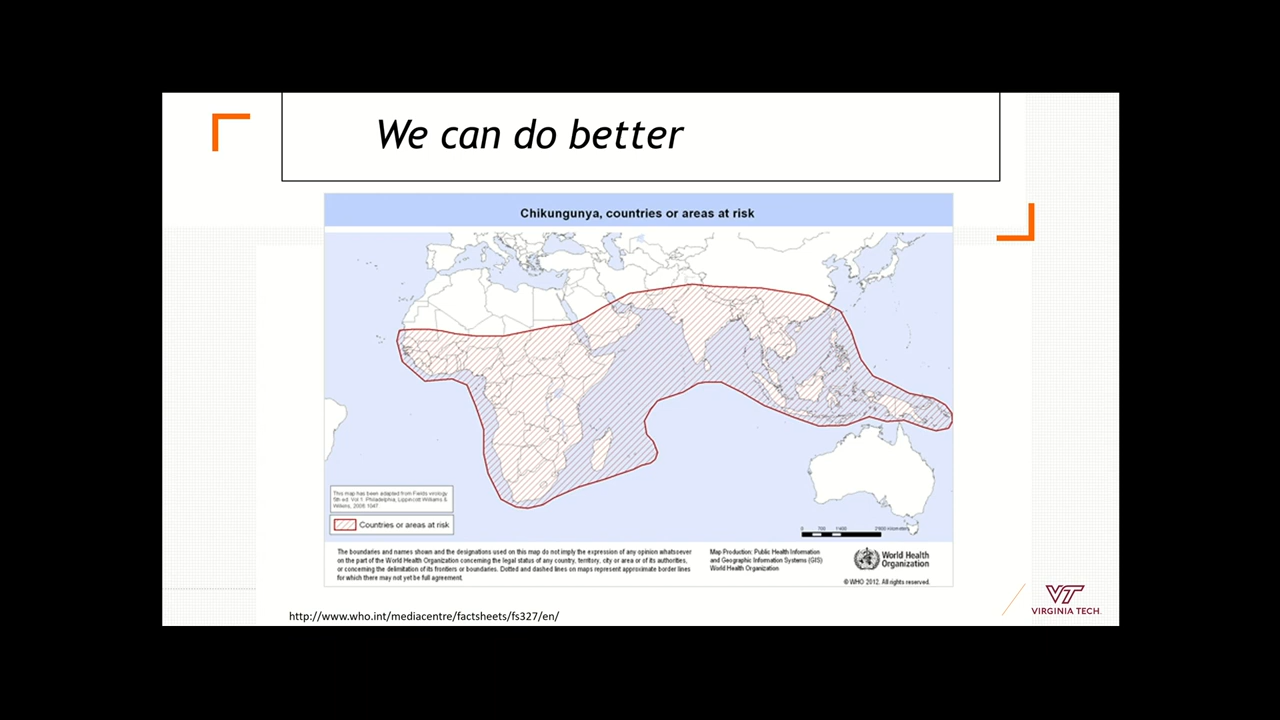 We can do better
Chikungunya, countries or areas at risk
This map has been adapted from Fields virology
5th ed. Vol 1. Philadelphia, Lippincott Williams &
Wilkins, 2006:1047
Countries or areas at risk
The boundaries and names shown and the designations used on this map do not imply the expression of any opinion whatsoever
on the part of the World Health Organization concerning the legal status of any country, territory, city or area or of its authorities,
or concerning the delimitation of its frontiers or boundaries. Dotted and dashed lines on maps represent approximate border lines
for which there may not yet be full agreement.
Map Production: Public Health Information
and Geographic Information Systems (GIS)
World Health Organization
World Health
Organization
© WHO 2012. All rights reserved.
http://www.who.int/mediacentre/factsheets/fs327/en/
VT
VIRGINIA TECH.